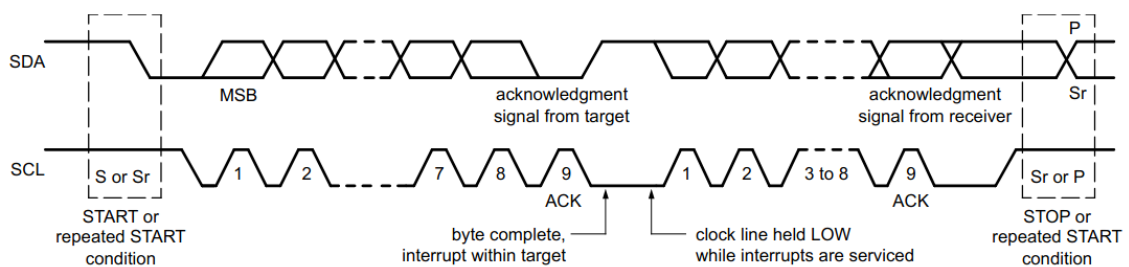 P
SDA
MSB
acknowledgment
signal from target
acknowledgment
signal from receiver
Sr
SCL
S or Sr
1
2
7
8
9
1
2
3 to 8
9
Sr or P
ACK
ACK
START or
repeated START
condition
byte complete,
interrupt within target
clock line held LOW
while interrupts are serviced
STOP or
repeated START
condition